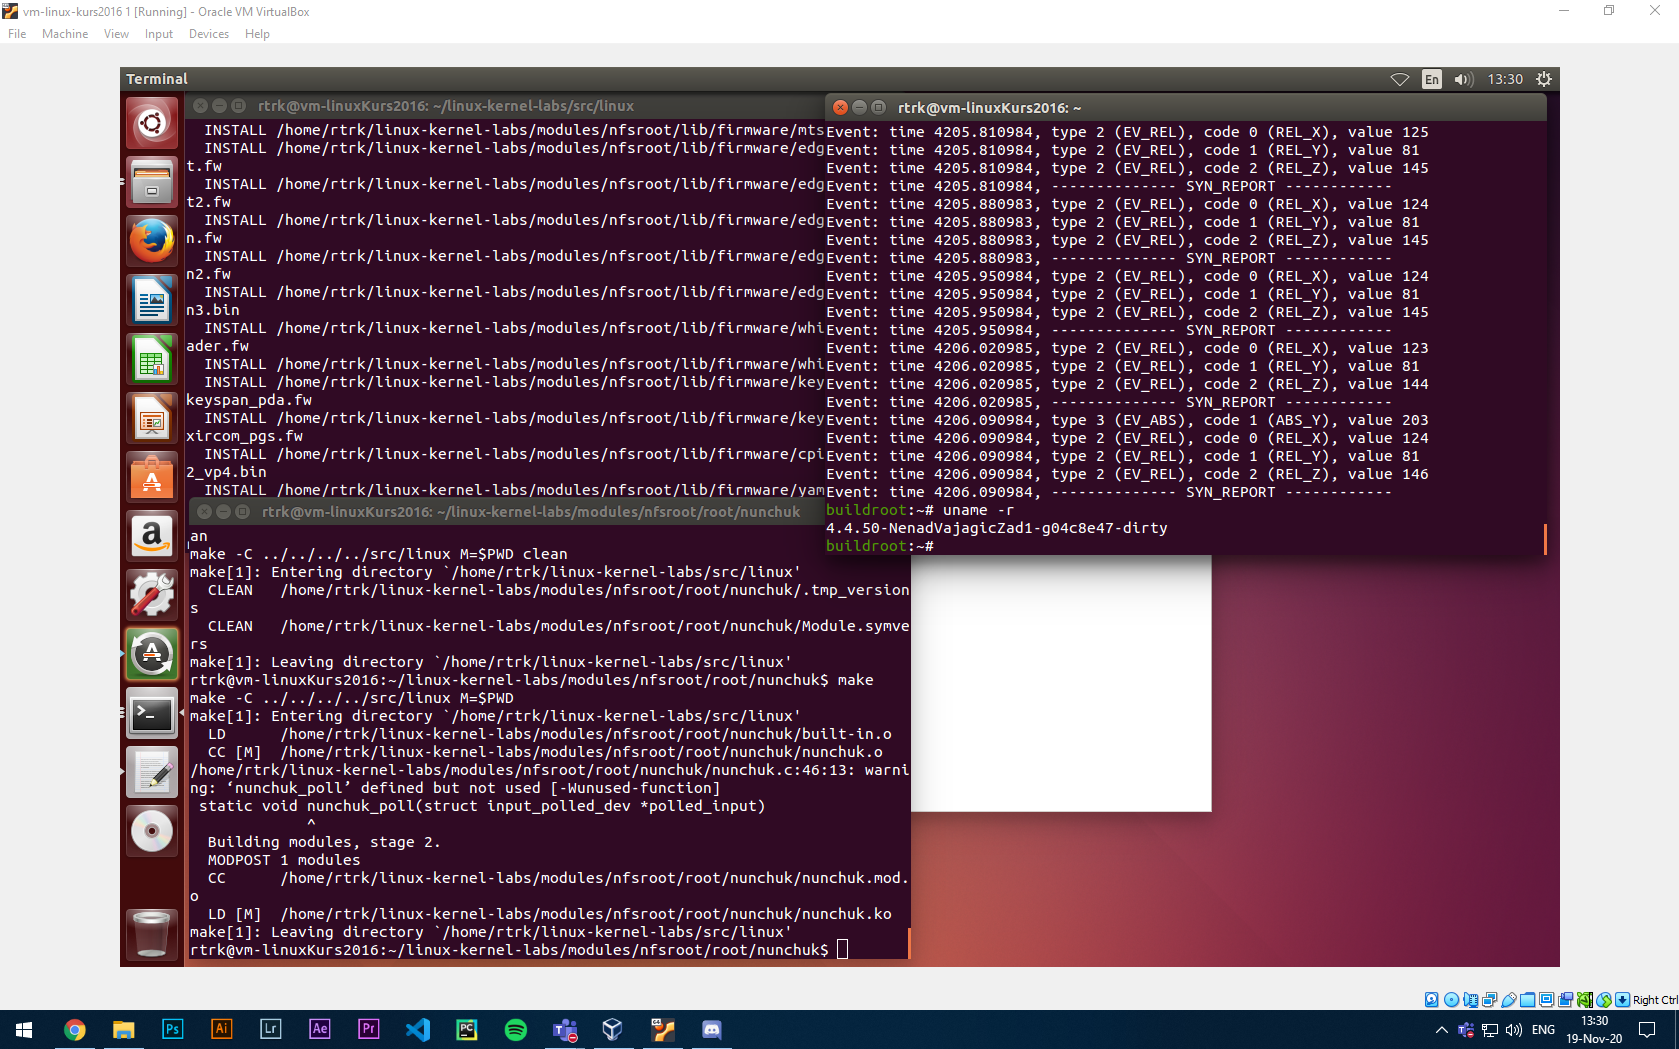 vm-linux-kurs2016 1 [Running] - Oracle VM VirtualBox
File Machine View Input Devices Help
Terminal
En
13:30
rtrk@vm-linuxKurs2016: ~/linux-kernel-labs/src/linux
INSTALL /home/rtrk/linux-kernel-labs/modules/nfsroot/lib/firmware/mts
INSTALL /home/rtrk/linux-kernel-labs/modules/nfsroot/lib/firmware/edg
t.fw
INSTALL /home/rtrk/linux-kernel-labs/modules/nfsroot/lib/firmware/edg
t2.fw
INSTALL /home/rtrk/linux-kernel-labs/modules/nfsroot/lib/firmware/edg
n.fw
INSTALL /home/rtrk/linux-kernel-labs/modules/nfsroot/lib/firmware/edg
n2.fw
INSTALL /home/rtrk/linux-kernel-labs/modules/nfsroot/lib/firmware/edg
n3.bin
INSTALL /home/rtrk/linux-kernel-labs/modules/nfsroot/lib/firmware/whi
ader.fw
INSTALL /home/rtrk/linux-kernel-labs/modules/nfsroot/lib/firmware/whi
INSTALL /home/rtrk/linux-kernel-labs/modules/nfsroot/lib/firmware/key
keyspan_pda.fw
INSTALL /home/rtrk/linux-kernel-labs/modules/nfsroot/lib/firmware/key
xircom_pgs.fw
INSTALL /home/rtrk/linux-kernel-labs/modules/nfsroot/lib/firmware/cpi
2_vp4.bin
INSTALL /home/rtrk/linux-kernel-labs/modules/nfsroot/lib/firmware/yam
rtrk@vm-linuxKurs2016: ~
Event: time 4205.810984, type 2 (EV_REL), code 0 (REL_X), value 125
Event: time 4205.810984, type 2 (EV_REL), code 1 (REL_Y), value 81
Event: time 4205.810984, type 2 (EV_REL), code 2 (REL_Z), value 145
Event: time 4205.810984, -------------- SYN_REPORT ------------
Event: time 4205.880983, type 2 (EV_REL), code 0 (REL_X), value 124
Event: time 4205.880983, type 2 (EV_REL), code 1 (REL_Y), value 81
Event: time 4205.880983, type 2 (EV_REL), code 2 (REL_Z), value 145
Event: time 4205.880983, -------------- SYN_REPORT ------------
Event: time 4205.950984, type 2 (EV_REL), code 0 (REL_X), value 124
Event: time 4205.950984, type 2 (EV_REL), code 1 (REL_Y), value 81
Event: time 4205.950984, type 2 (EV_REL), code 2 (REL_Z), value 145
Event: time 4205.950984, -------------- SYN_REPORT ------------
Event: time 4206.020985, type 2 (EV_REL), code 0 (REL_X), value 123
Event: time 4206.020985, type 2 (EV_REL), code 1 (REL_Y), value 81
Event: time 4206.020985, type 2 (EV_REL), code 2 (REL_Z), value 144
Event: time 4206.020985, -------------- SYN_REPORT ------------
Event: time 4206.090984, type 3 (EV_ABS), code 1 (ABS_Y), value 203
Event: time 4206.090984, type 2 (EV_REL), code 0 (REL_X), value 124
Event: time 4206.090984, type 2 (EV_REL), code 1 (REL_Y), value 81
Event: time 4206.090984, type 2 (EV_REL), code 2 (REL_Z), value 146
Event: time 4206.090984, -------------- SYN_REPORT ------------
buildroot:~# uname -r
4.4.50-NenadVajagicZad1-g04c8e47-dirty
buildroot:~#
rtrk@vm-linuxKurs2016: ~/linux-kernel-labs/modules/nfsroot/root/nunchuk
an
make -C ../../../../src/linux M=$PWD clean
make[1]: Entering directory `/home/rtrk/linux-kernel-labs/src/linux'
CLEAN /home/rtrk/linux-kernel-labs/modules/nfsroot/root/nunchuk/.tmp_version
s
CLEAN /home/rtrk/linux-kernel-labs/modules/nfsroot/root/nunchuk/Module.symve
rs
make[1]: Leaving directory `/home/rtrk/linux-kernel-labs/src/linux'
rtrk@vm-linuxKurs2016:~/linux-kernel-labs/modules/nfsroot/root/nunchuk$ make
make -C ../../../../src/linux M=$PWD
make[1]: Entering directory `/home/rtrk/linux-kernel-labs/src/linux'
LD /home/rtrk/linux-kernel-labs/modules/nfsroot/root/nunchuk/built-in.o
CC [M] /home/rtrk/linux-kernel-labs/modules/nfsroot/root/nunchuk/nunchuk.o
/home/rtrk/linux-kernel-labs/modules/nfsroot/root/nunchuk/nunchuk.c:46:13: warni
ng: ‘nunchuk_poll’ defined but not used [-Wunused-function]
static void nunchuk_poll(struct input_polled_dev *polled_input)
^
Building modules, stage 2.
MODPOST 1 modules
CC /home/rtrk/linux-kernel-labs/modules/nfsroot/root/nunchuk/nunchuk.mod.
o
LD [M] /home/rtrk/linux-kernel-labs/modules/nfsroot/root/nunchuk/nunchuk.ko
make[1]: Leaving directory `/home/rtrk/linux-kernel-labs/src/linux'
rtrk@vm-linuxKurs2016:~/linux-kernel-labs/modules/nfsroot/root/nunchuk$
Right Ctrl
Ps
Ai
Lr
Ae
Pr
PC
ENG
13:30
19-Nov-20